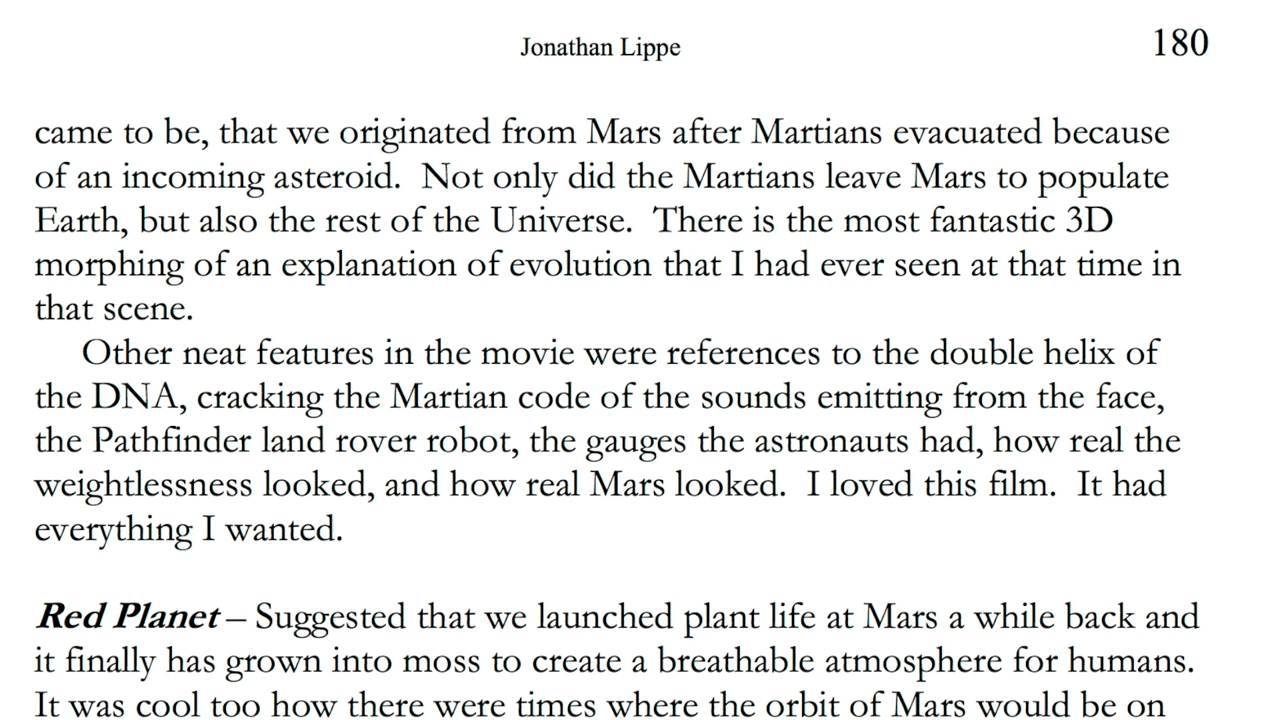 Jonathan Lippe 180
came to be, that we originated from Mars after Martians evacuated because
of an incoming asteroid.  Not only did the Martians leave Mars to populate
Earth, but also the rest of the Universe.  There is the most fantastic 3D
morphing of an explanation of evolution that I had ever seen at that time in
that scene.
Other neat features in the movie were references to the double helix of
the DNA, cracking the Martian code of the sounds emitting from the face,
the Pathfinder land rover robot, the gauges the astronauts had, how real the
weightlessness looked, and how real Mars looked.  I loved this film.  It had
everything I wanted.
Red Planet – Suggested that we launched plant life at Mars a while back and
it finally has grown into moss to create a breathable atmosphere for humans.
It was cool too how there were times where the orbit of Mars would be on